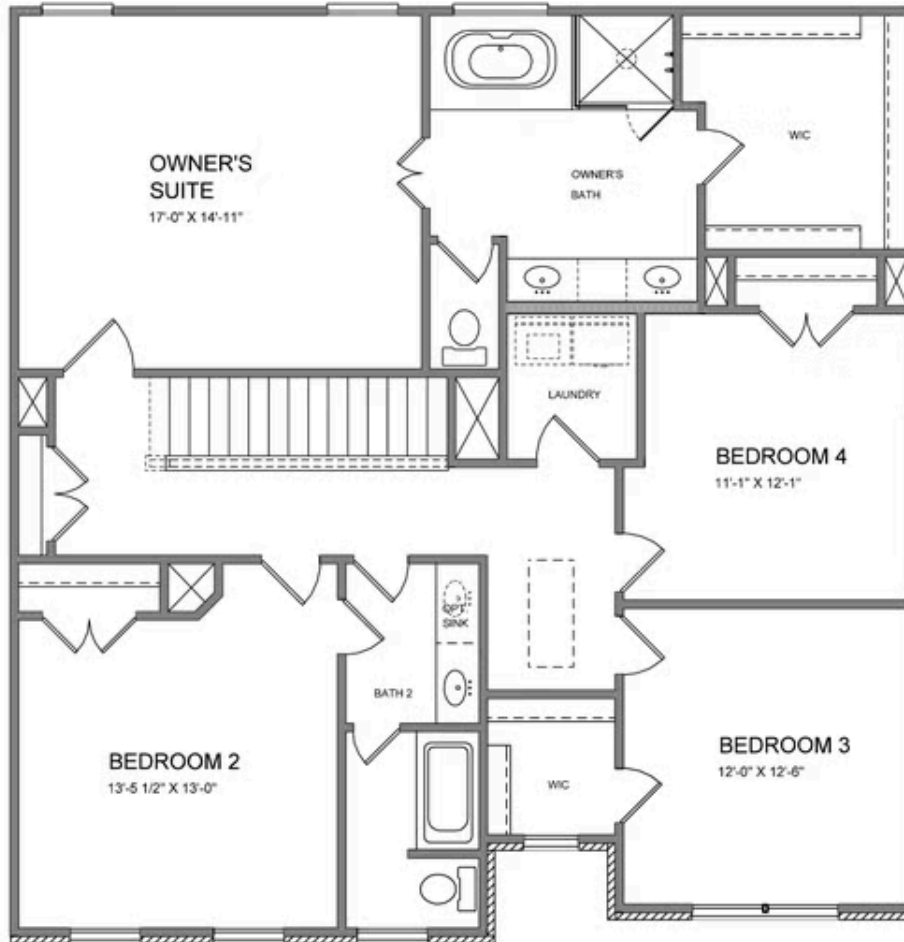 OWNER'S
SUITE
17'-0" X 14'-11"
OWNER'S
BATH
WIC
LAUNDRY
BEDROOM 4
11'-1" X 12'-1"
OPT.
SINK
BATH 2
BEDROOM 2
13'-5 1/2" X 13'-0"
WIC
BEDROOM 3
12'-0" X 12'-6"